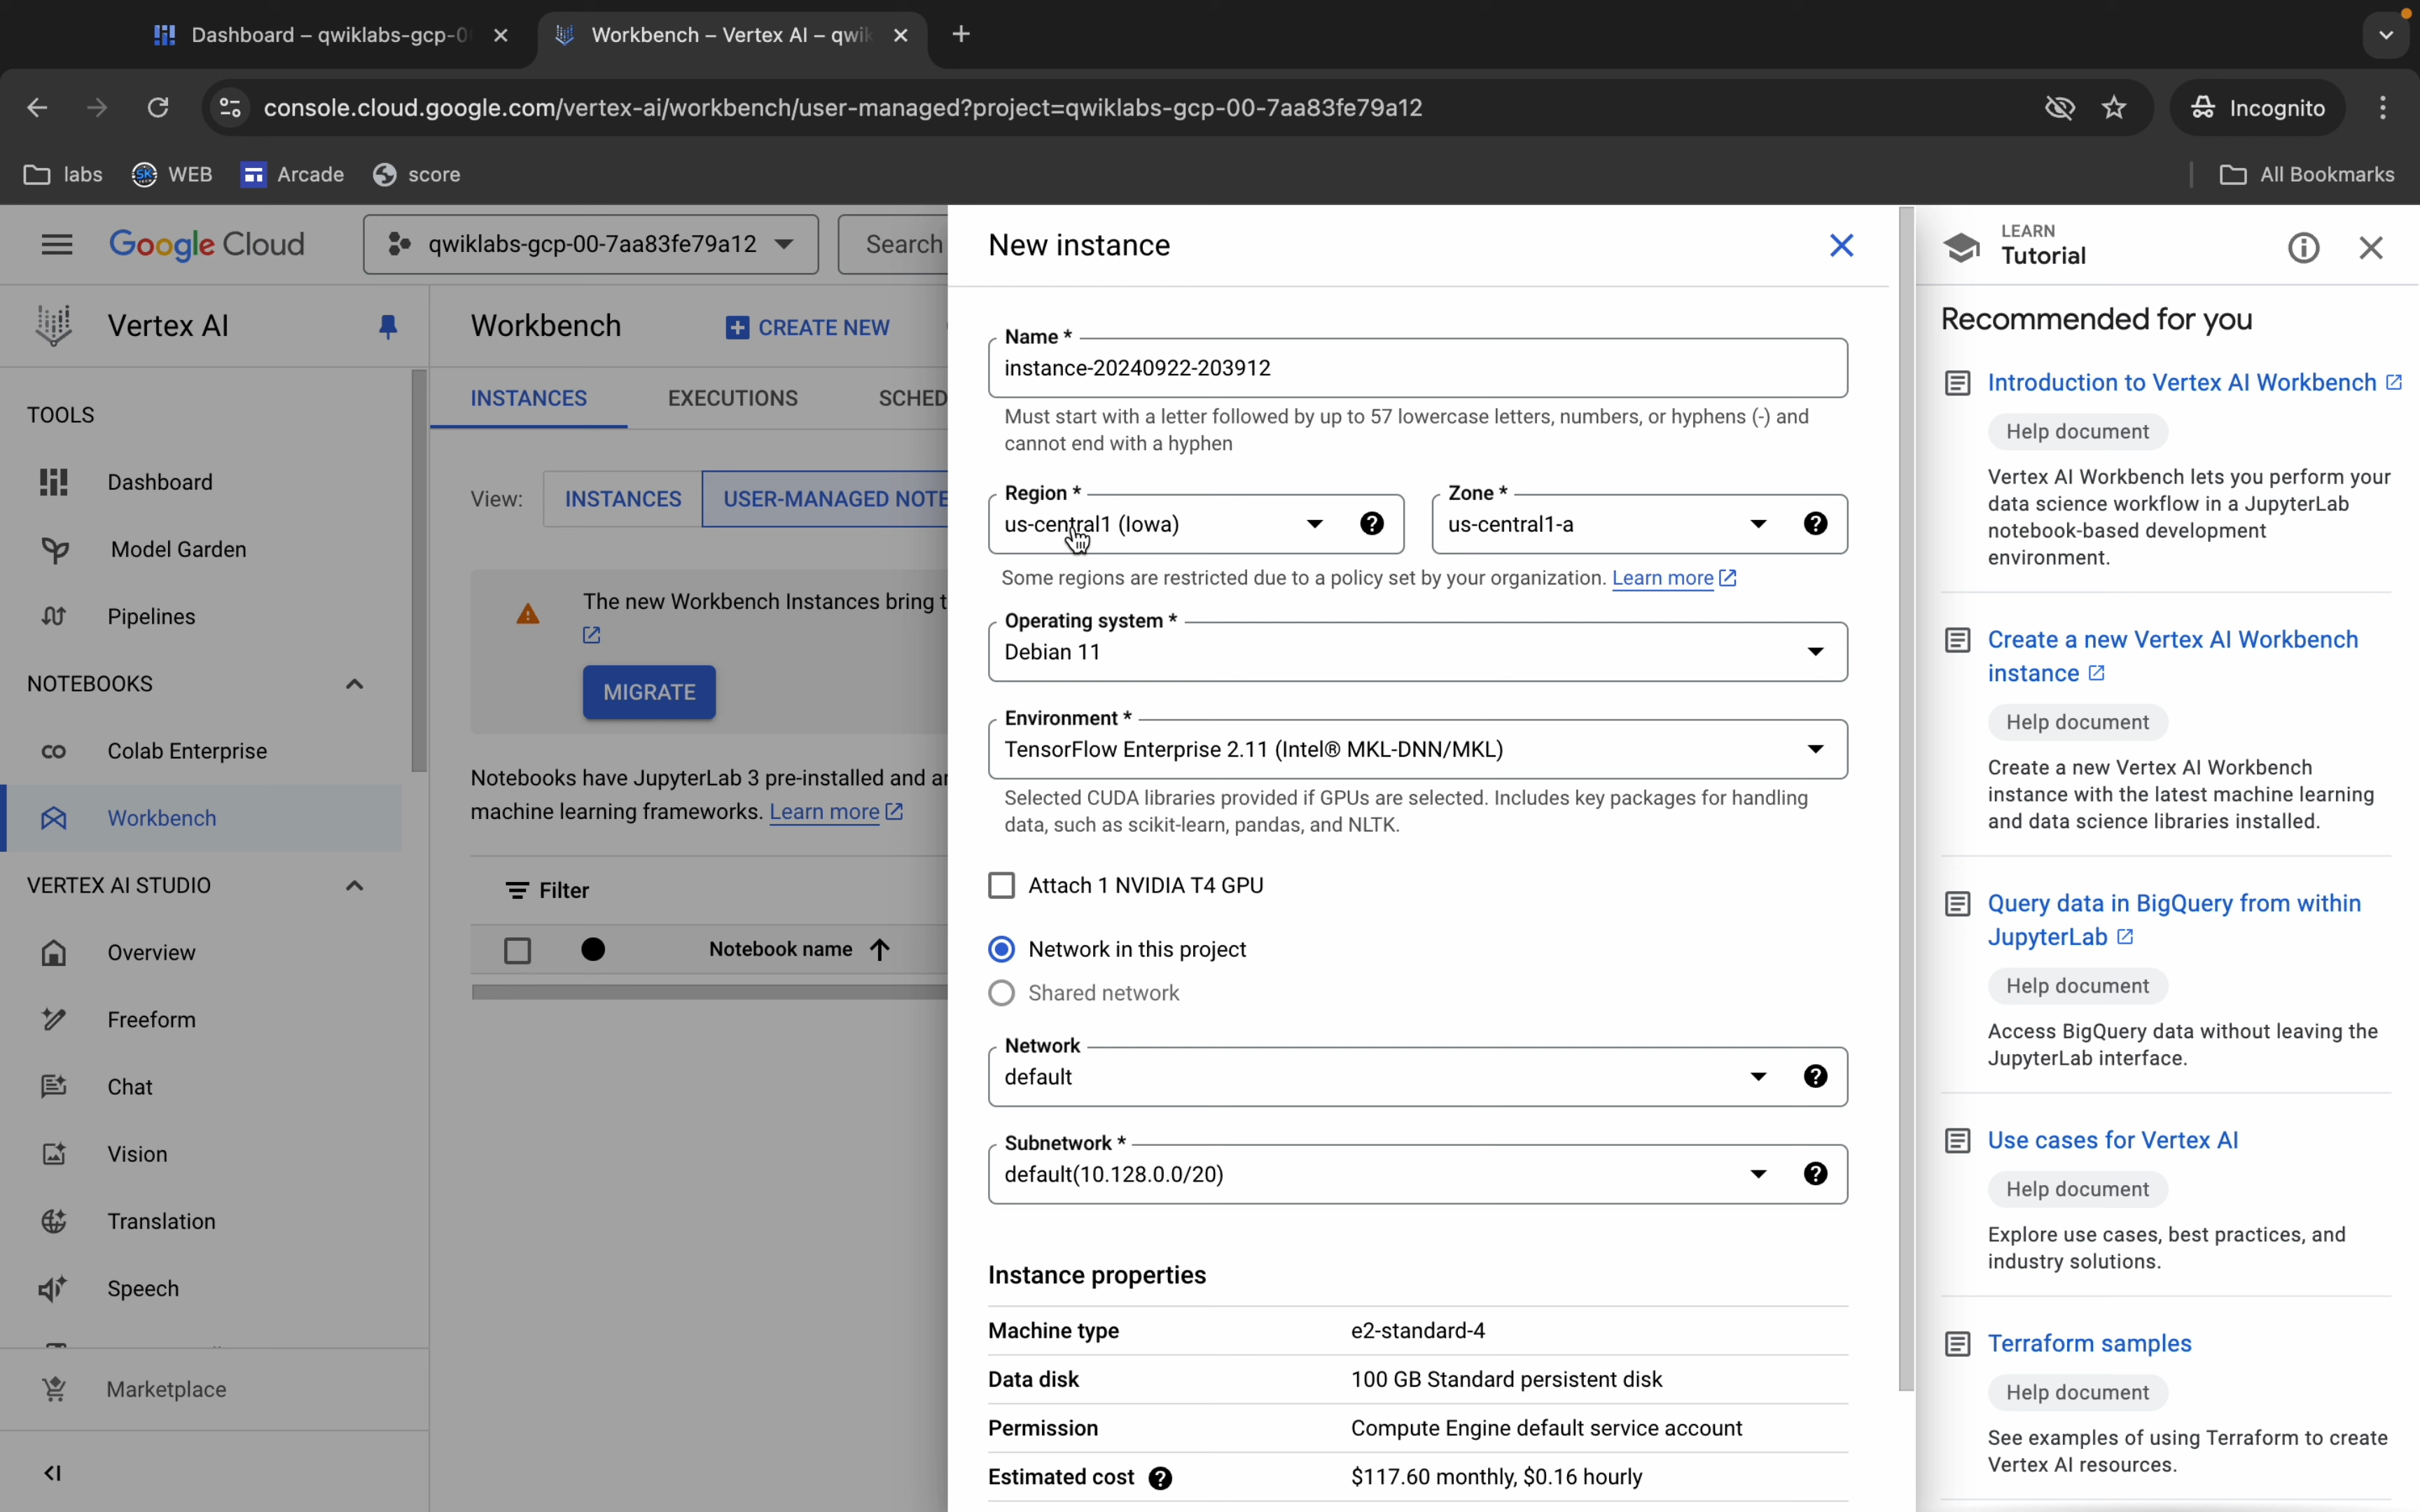 Dashboard – qwiklabs-gcp-0
Workbench – Vertex AI – qwik
console.cloud.google.com/vertex-ai/workbench/user-managed?project=qwiklabs-gcp-00-7aa83fe79a12
Incognito
labs
WEB
Arcade
score
All Bookmarks
Google Cloud
qwiklabs-gcp-00-7aa83fe79a12
Search
Vertex AI
TOOLS
Dashboard
Model Garden
Pipelines
NOTEBOOKS
Colab Enterprise
Workbench
VERTEX AI STUDIO
Overview
Freeform
Chat
Vision
Translation
Speech
Marketplace
Workbench
CREATE NEW
INSTANCES
EXECUTIONS
SCHED
View:
INSTANCES
USER-MANAGED NOTE
The new Workbench Instances bring t
MIGRATE
Notebooks have JupyterLab 3 pre-installed and ar
machine learning frameworks. Learn more
Filter
Notebook name
New instance
Name *
instance-20240922-203912
Must start with a letter followed by up to 57 lowercase letters, numbers, or hyphens (-) and
cannot end with a hyphen
Region *
us-central1 (Iowa)
Zone *
us-central1-a
Some regions are restricted due to a policy set by your organization. Learn more
Operating system *
Debian 11
Environment *
TensorFlow Enterprise 2.11 (Intel® MKL-DNN/MKL)
Selected CUDA libraries provided if GPUs are selected. Includes key packages for handling
data, such as scikit-learn, pandas, and NLTK.
Attach 1 NVIDIA T4 GPU
Network in this project
Shared network
Network
default
Subnetwork *
default(10.128.0.0/20)
Instance properties
Machine type e2-standard-4
Data disk 100 GB Standard persistent disk
Permission Compute Engine default service account
Estimated cost $117.60 monthly, $0.16 hourly
LEARN
Tutorial
Recommended for you
Introduction to Vertex AI Workbench
Help document
Vertex AI Workbench lets you perform your
data science workflow in a JupyterLab
notebook-based development
environment.
Create a new Vertex AI Workbench
instance
Help document
Create a new Vertex AI Workbench
instance with the latest machine learning
and data science libraries installed.
Query data in BigQuery from within
JupyterLab
Help document
Access BigQuery data without leaving the
JupyterLab interface.
Use cases for Vertex AI
Help document
Explore use cases, best practices, and
industry solutions.
Terraform samples
Help document
See examples of using Terraform to create
Vertex AI resources.